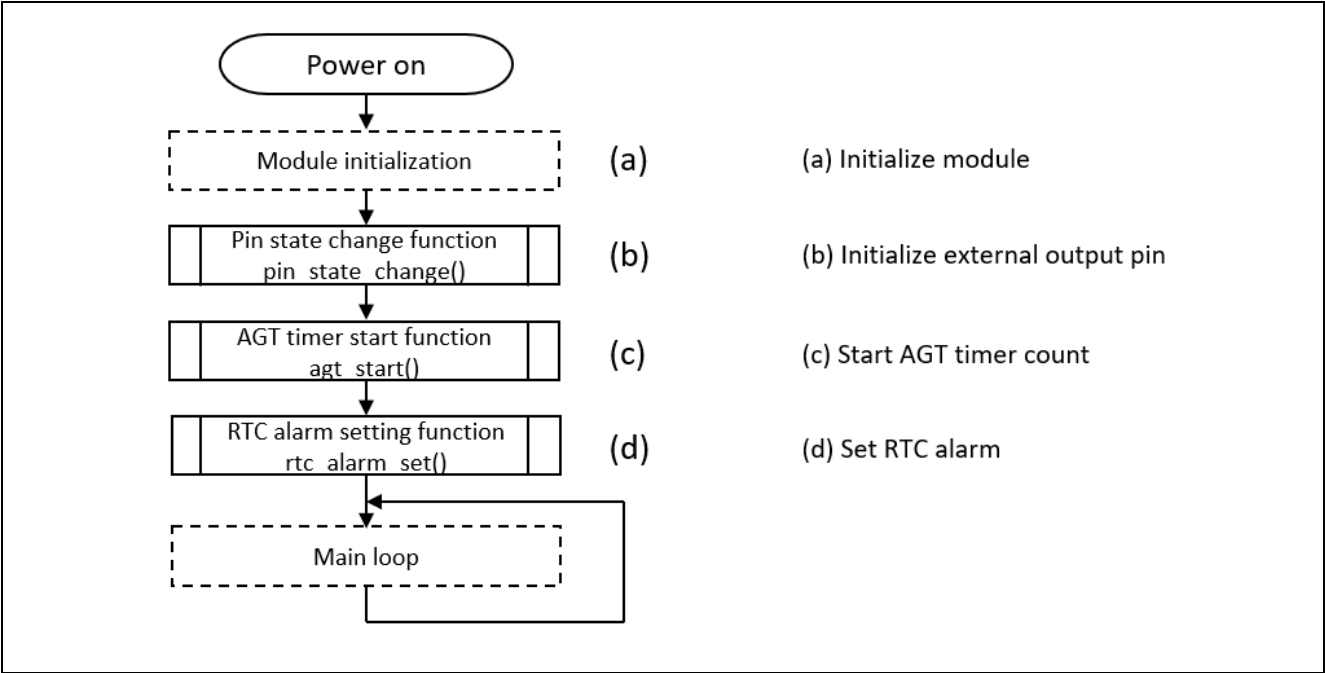 Power on
Module initialization
(a)
(a) Initialize module
Pin state change function
pin_state_change()
(b)
(b) Initialize external output pin
AGT timer start function
agt_start()
(c)
(c) Start AGT timer count
RTC alarm setting function
rtc_alarm_set()
(d)
(d) Set RTC alarm
Main loop